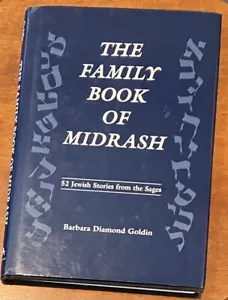 THE
FAMILY
BOOK
OF
MIDRASH
52 Jewish Stories from the Sages
Barbara Diamond Goldin